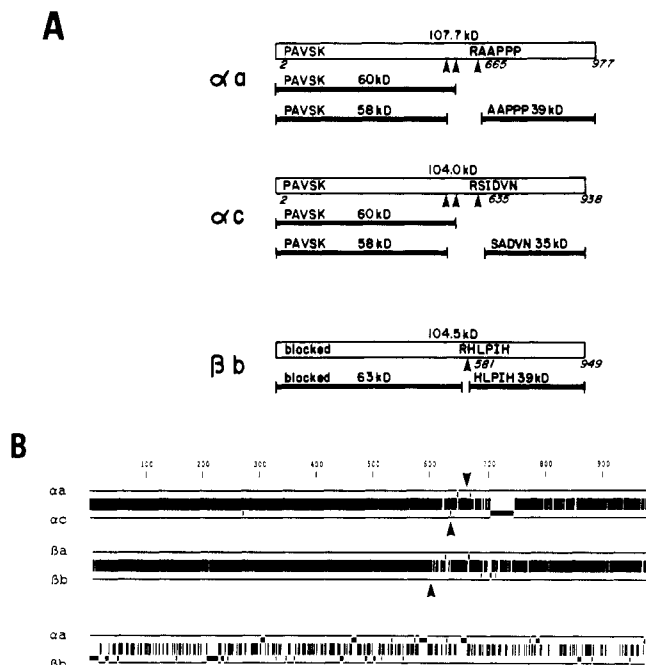 A
107.7kD
PAVSK RAAPPP
2 665 977
αa
PAVSK 60kD
PAVSK 58kD AAPPP 39kD
104.0kD
PAVSK RSIDVN
2 635 938
αc
PAVSK 60kD
PAVSK 58kD SADVN 35kD
104.5kD
blocked RHLPIH
581 949
βb
blocked 63kD HLPIH 39kD
B
100 200 300 400 500 600 700 800 900
αa
αc
βa
βb
αa
βb